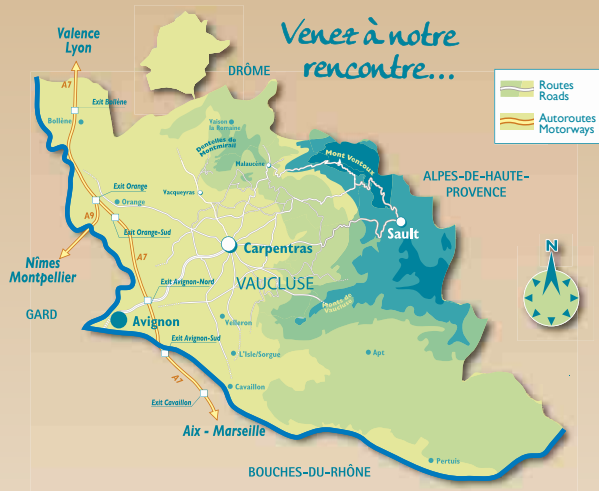 Venez à notre
rencontre...
Valence
Lyon
DRÔME
Routes
Roads
Autoroutes
Motorways
A7
Exit Bollène
Bollène
Vaison
la Romaine
Dentelles de
Montmirail
Malaucène
Mont Ventoux
ALPES-DE-HAUTE-
PROVENCE
Vacqueyras
Exit Orange
Orange
A9
Exit Orange-Sud
Sault
Carpentras
N
A7
Nîmes
Montpellier
Exit Avignon-Nord
VAUCLUSE
Monts de
Vaucluse
GARD
Avignon
Velleron
Exit Avignon-Sud
L'Isle/Sorgue
Apt
A7
Cavaillon
Exit Cavaillon
Aix - Marseille
Pertuis
BOUCHES-DU-RHÔNE